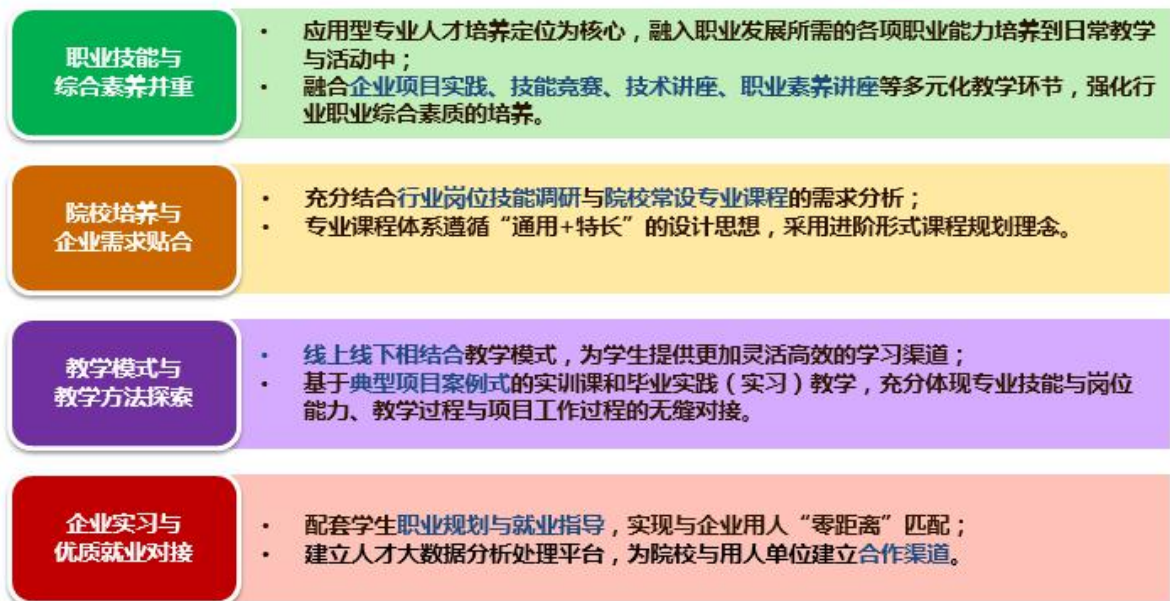 职业技能与
综合素养并重
• 应用型专业人才培养定位为核心，融入职业发展所需的各项职业能力培养到日常教学
与活动中；
• 融合企业项目实践、技能竞赛、技术讲座、职业素养讲座等多元化教学环节，强化行
业职业综合素质的培养。
院校培养与
企业需求贴合
• 充分结合行业岗位技能调研与院校常设专业课程的需求分析；
• 专业课程体系遵循“通用+特长”的设计思想，采用进阶形式课程规划理念。
教学模式与
教学方法探索
• 线上线下相结合教学模式，为学生提供更加灵活高效的学习渠道；
• 基于典型项目案例式的实训课和毕业实践（实习）教学，充分体现专业技能与岗位
能力、教学过程与项目工作过程的无缝对接。
企业实习与
优质就业对接
• 配套学生职业规划与就业指导，实现与企业用人“零距离”匹配；
• 建立人才大数据分析处理平台，为院校与用人单位建立合作渠道。